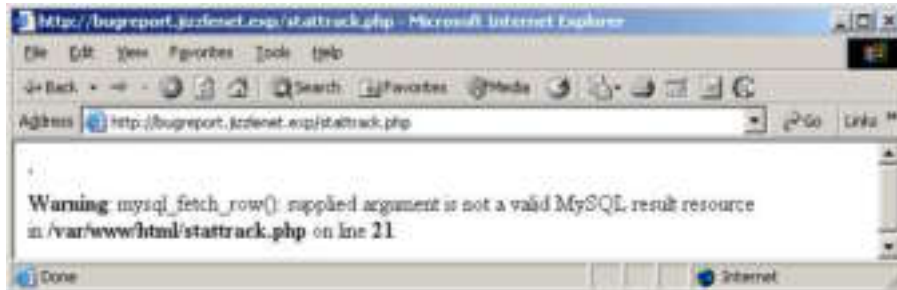 http://bugreport.jizzlenet.exp/stattrack.php - Microsoft Internet Explorer
File Edit View Favorites Tools Help
Back Search Favorites Media
Address http://bugreport.jizzlenet.exp/stattrack.php Go Links »
Warning: mysql_fetch_row(): supplied argument is not a valid MySQL result resource
in /var/www/html/stattrack.php on line 21
Done Internet